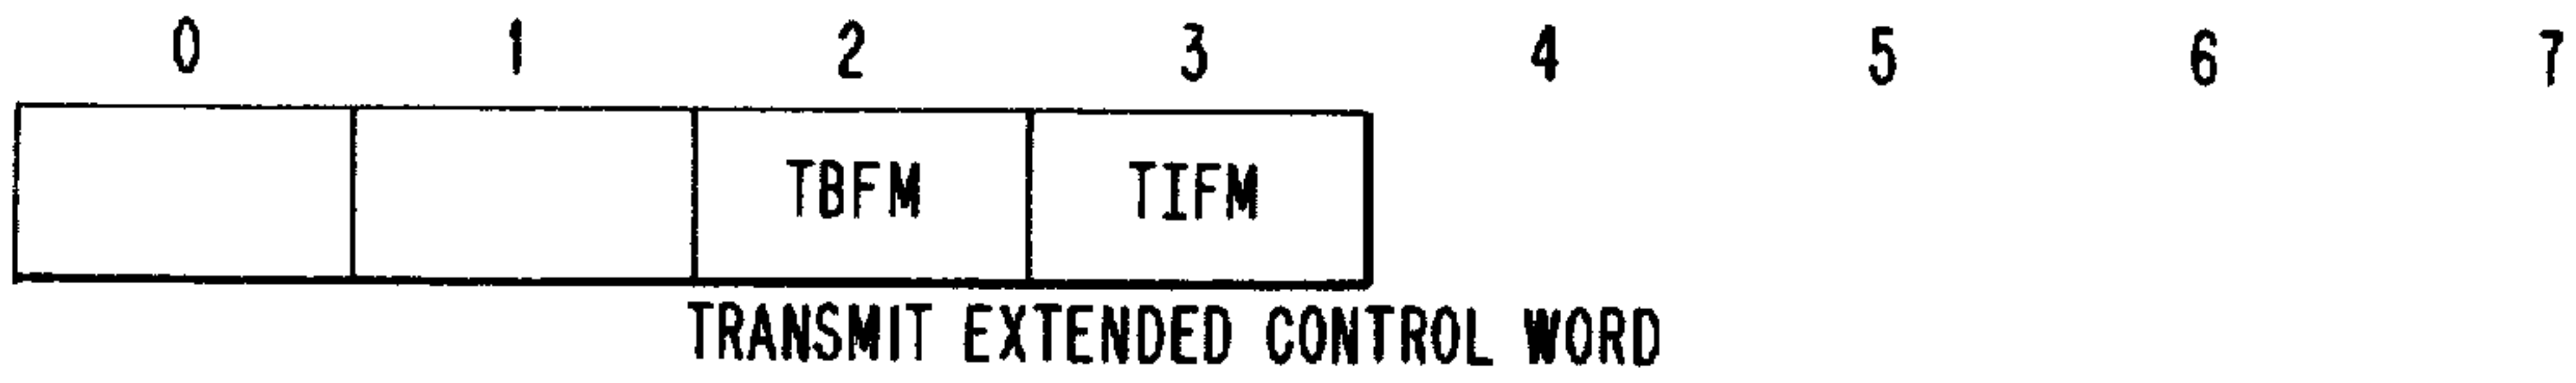 0 1 2 3 4 5 6 7
TBFM TIFM
TRANSMIT EXTENDED CONTROL WORD